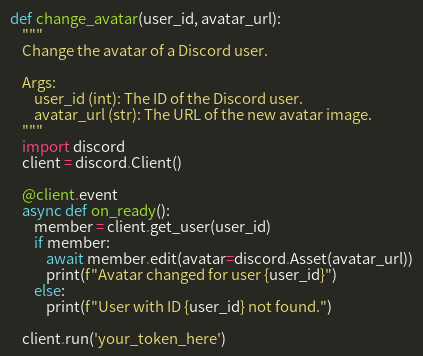 def change_avatar(user_id, avatar_url):
"""
Change the avatar of a Discord user.
Args:
user_id (int): The ID of the Discord user.
avatar_url (str): The URL of the new avatar image.
"""
import discord
client = discord.Client()
@client.event
async def on_ready():
member = client.get_user(user_id)
if member:
await member.edit(avatar=discord.Asset(avatar_url))
print(f"Avatar changed for user {user_id}")
else:
print(f"User with ID {user_id} not found.")
client.run('your_token_here')